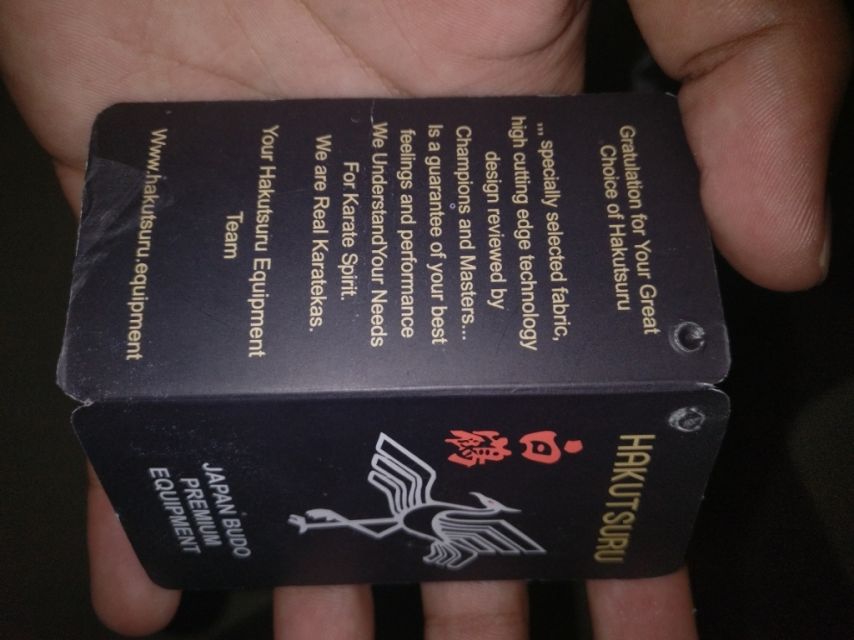 Gratulation for Your Great
Choice of Hakutsuru
... specially selected fabric,
high cutting edge technology
design reviewed by
Champions and Masters...
Is a guarantee of your best
feelings and performance
We UnderstandYour Needs
For Karate Spirit.
We are Real Karatekas.
Your Hakutsuru Equipment
Team
Www.hakutsuru.equipment
HAKUTSURU
白鶴
JAPAN BUDO
PREMIUM
EQUIPMENT